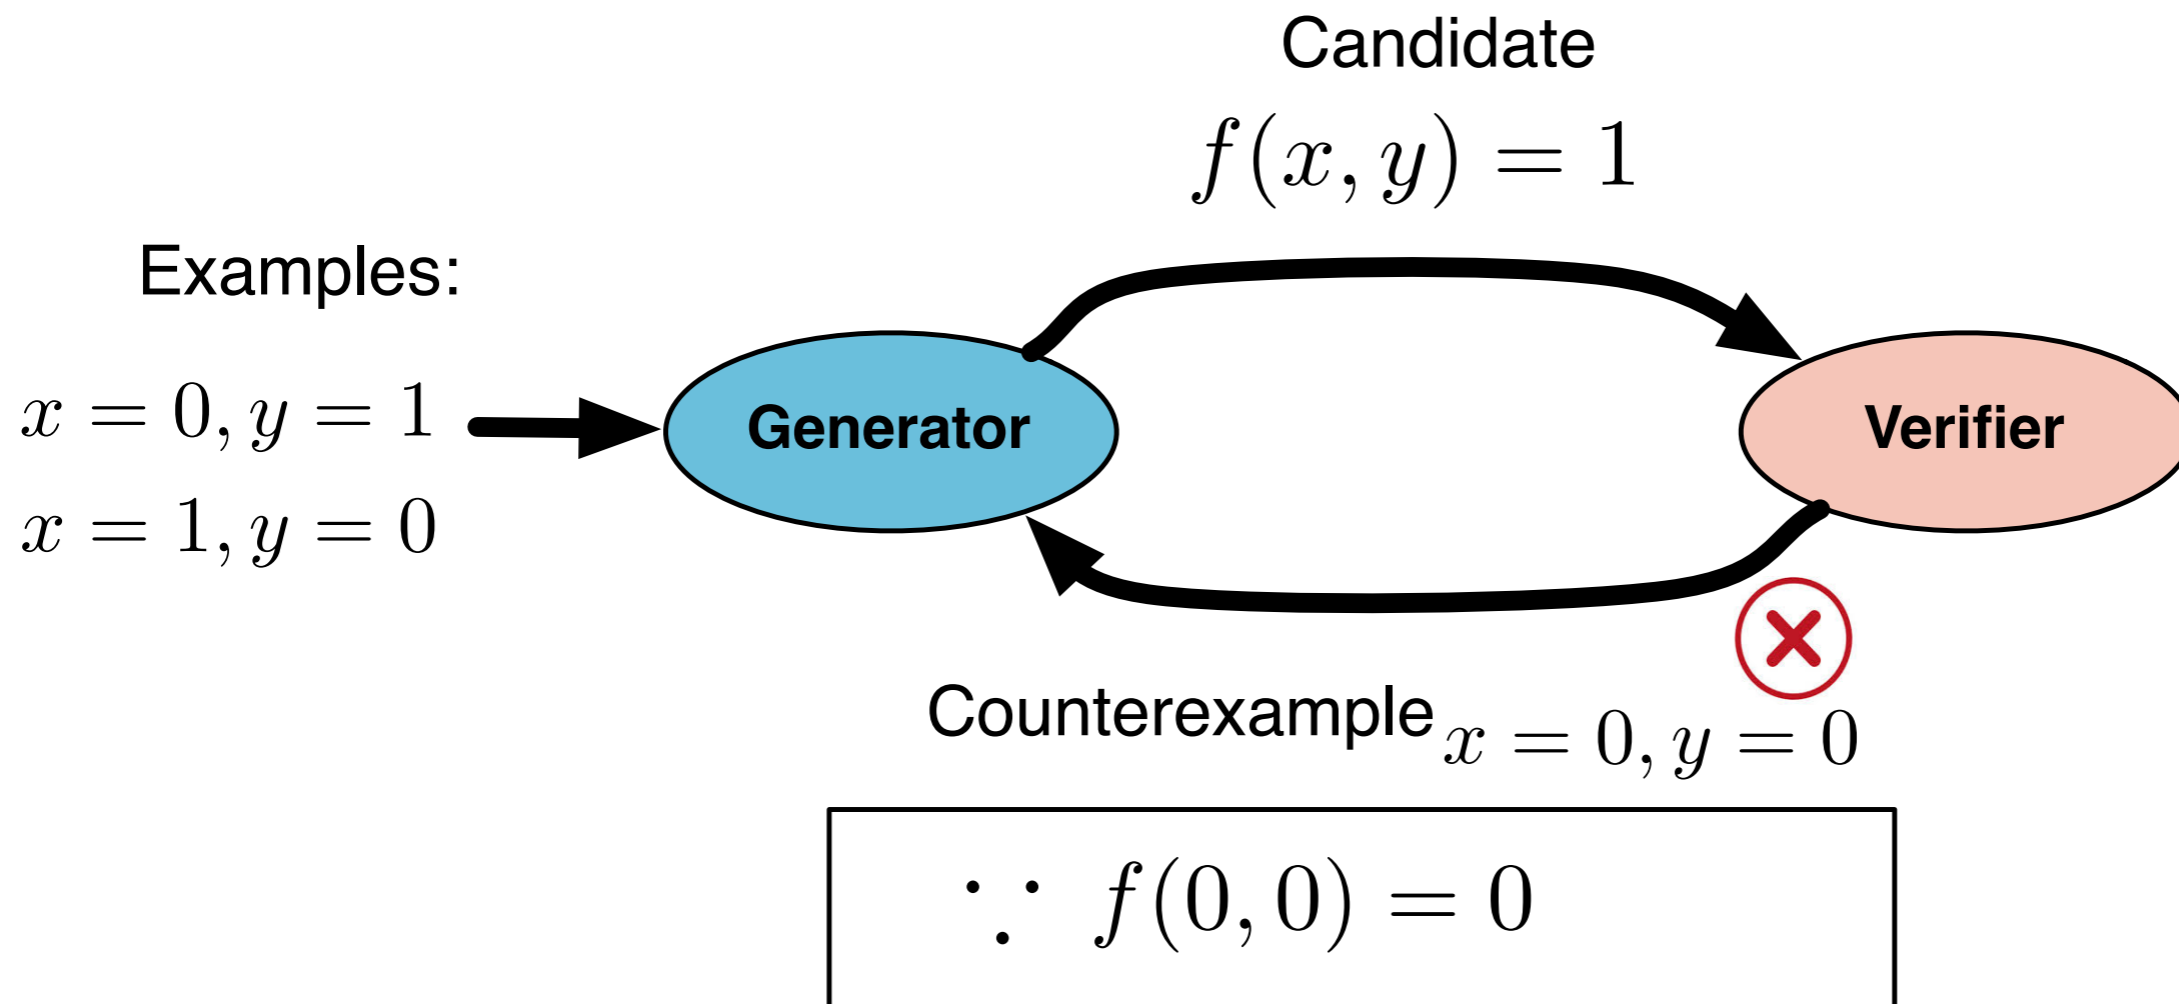 Candidate
f(x, y) = 1
Examples:
x = 0, y = 1
x = 1, y = 0
Generator
Verifier
Counterexample x = 0, y = 0
∵ f(0, 0) = 0